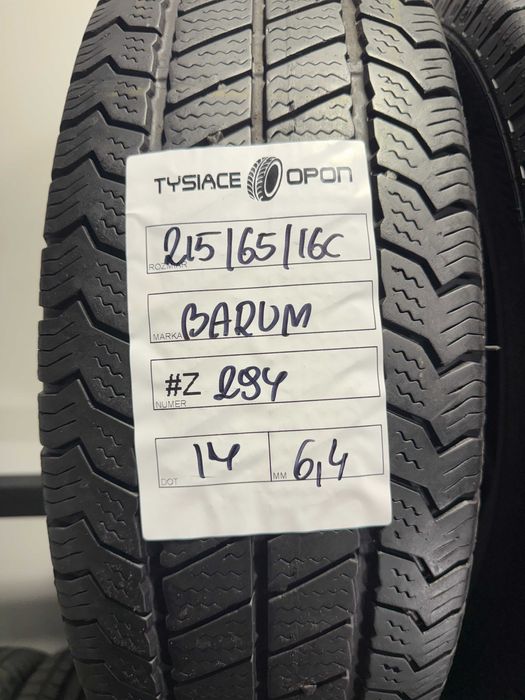 TYSIACE OPON
215/65/16C
ROZMIAR
MARKA BARUM
#Z 294
NUMER
14 6,4
DOT MM